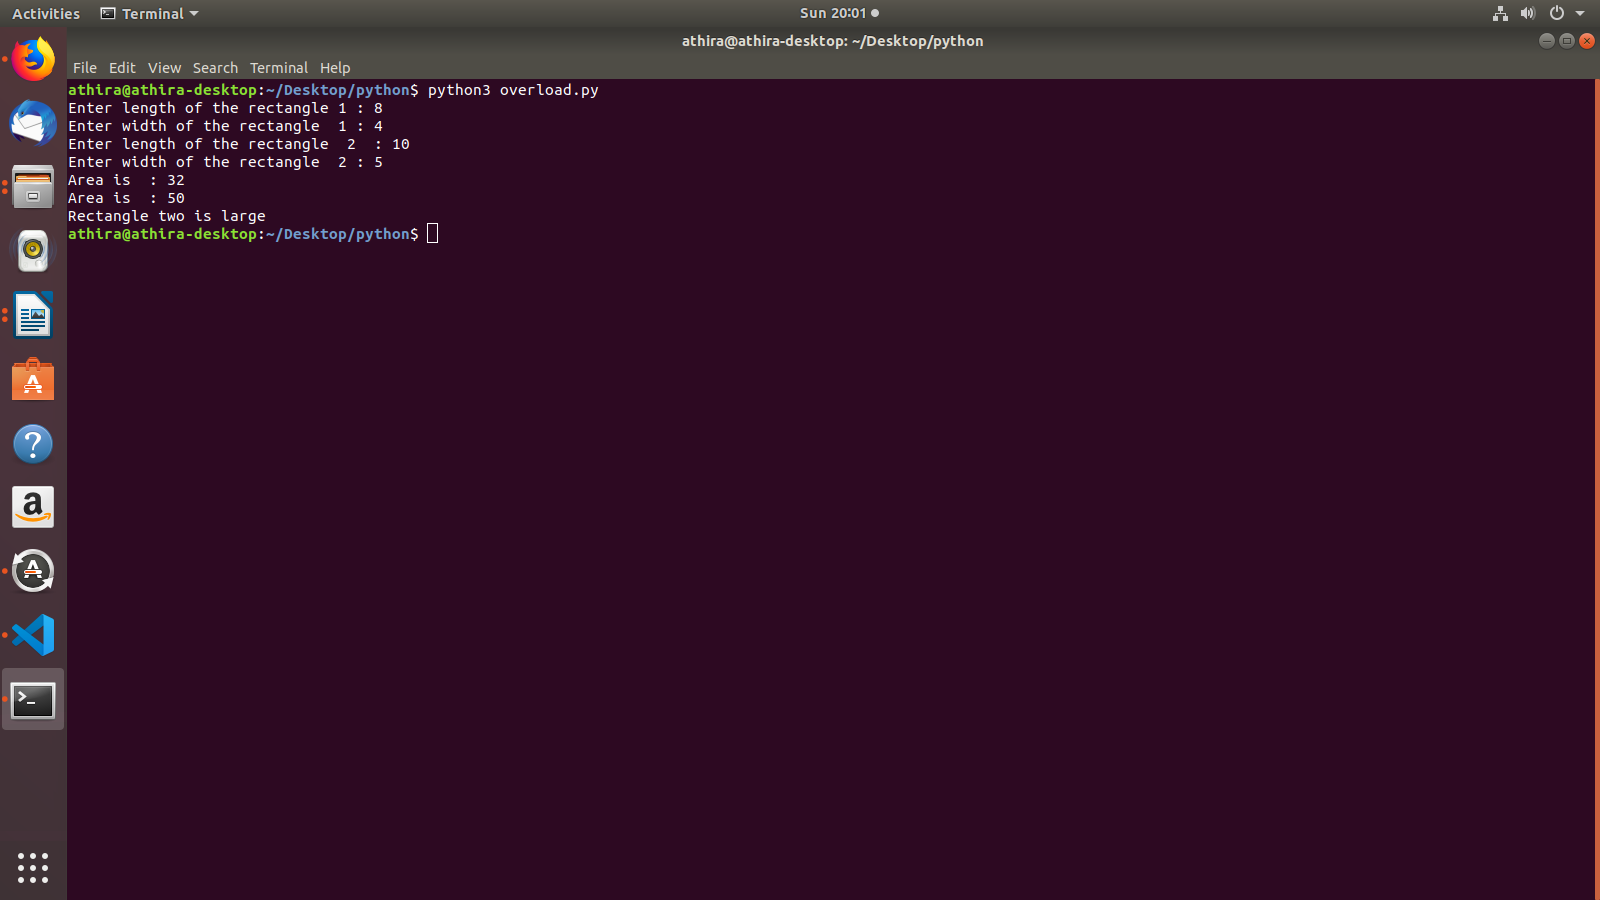 Activities Terminal Sun 20:01
athira@athira-desktop: ~/Desktop/python
File Edit View Search Terminal Help
athira@athira-desktop:~/Desktop/python$ python3 overload.py
Enter length of the rectangle 1 : 8
Enter width of the rectangle  1 : 4
Enter length of the rectangle  2  : 10
Enter width of the rectangle  2 : 5
Area is  : 32
Area is  : 50
Rectangle two is large
athira@athira-desktop:~/Desktop/python$